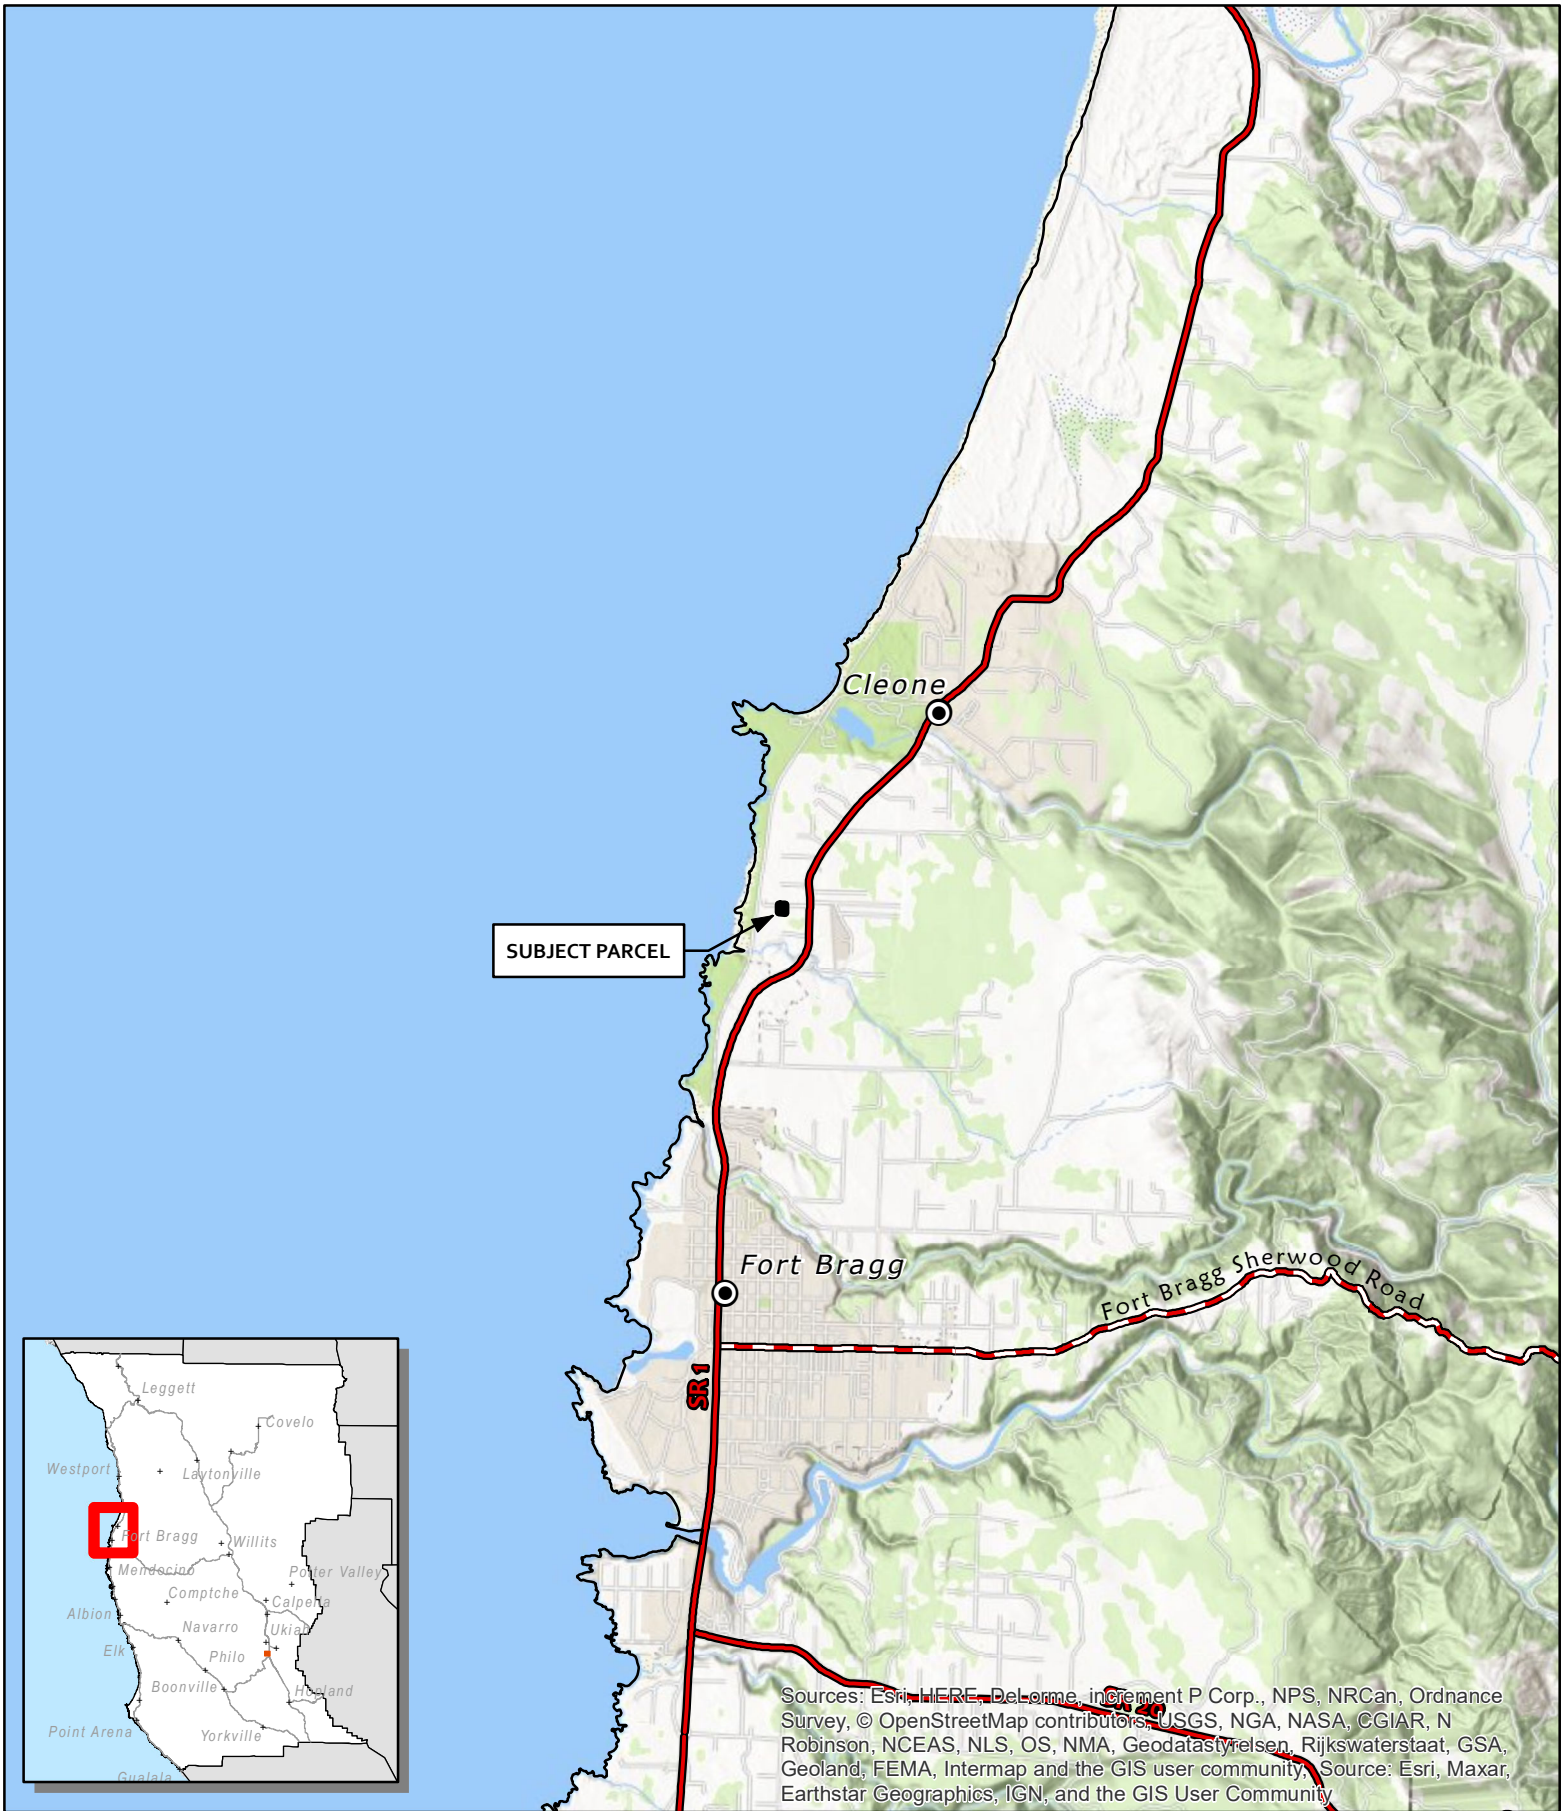 Cleone
SUBJECT PARCEL
Fort Bragg
Fort Bragg Sherwood Road
SR 1
SR 20
Leggett
Covelo
Westport
Laytonville
Fort Bragg
Willits
Mendocino
Potter Valley
Comptche
Calpella
Albion
Navarro
Ukiah
Elk
Philo
Boonville
Hopland
Point Arena
Yorkville
Gualala
Sources: Esri, HERE, DeLorme, increment P Corp., NPS, NRCan, Ordnance
Survey, © OpenStreetMap contributors, USGS, NGA, NASA, CGIAR, N
Robinson, NCEAS, NLS, OS, NMA, Geodatastyrelsen, Rijkswaterstaat, GSA,
Geoland, FEMA, Intermap and the GIS user community, Source: Esri, Maxar,
Earthstar Geographics, IGN, and the GIS User Community